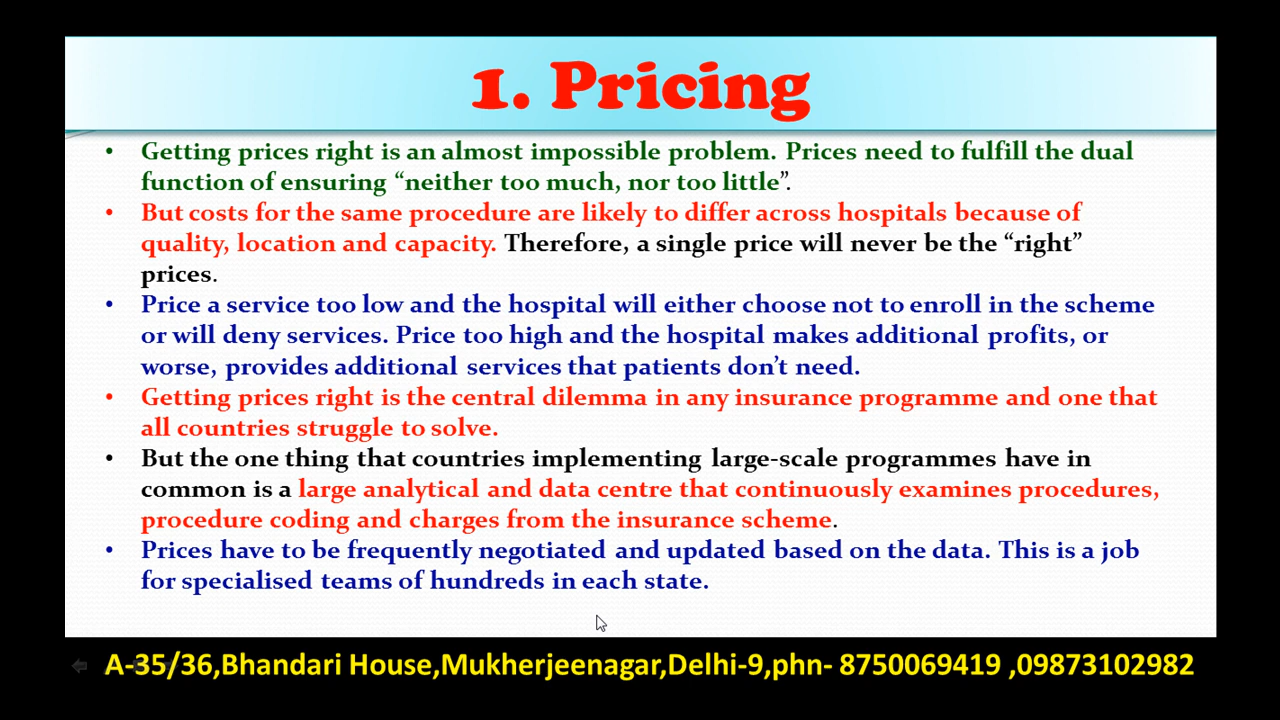 1. Pricing
• Getting prices right is an almost impossible problem. Prices need to fulfill the dual
function of ensuring “neither too much, nor too little”.
• But costs for the same procedure are likely to differ across hospitals because of
quality, location and capacity. Therefore, a single price will never be the “right”
prices.
• Price a service too low and the hospital will either choose not to enroll in the scheme
or will deny services. Price too high and the hospital makes additional profits, or
worse, provides additional services that patients don’t need.
• Getting prices right is the central dilemma in any insurance programme and one that
all countries struggle to solve.
• But the one thing that countries implementing large-scale programmes have in
common is a large analytical and data centre that continuously examines procedures,
procedure coding and charges from the insurance scheme.
• Prices have to be frequently negotiated and updated based on the data. This is a job
for specialised teams of hundreds in each state.
A-35/36,Bhandari House,Mukherjeenagar,Delhi-9,phn- 8750069419 ,09873102982